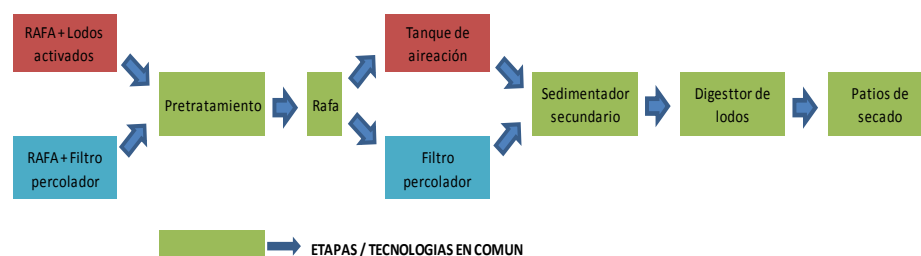 RAFA + Lodos
activados
Tanque de
aireación
Pretratamiento
Rafa
Sedimentador
secundario
Digesttor de
lodos
Patios de
secado
RAFA + Filtro
percolador
Filtro
percolador
ETAPAS / TECNOLOGIAS EN COMUN